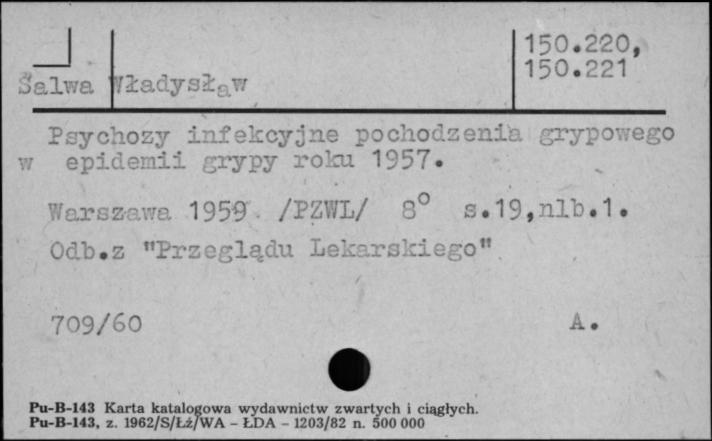 150.220,
150.221
Salwa Władysław
Psychozy infekcyjne pochodzenia grypowego
w epidemii grypy roku 1957.
Warszawa 1959 /PZWL/ 8° s.19,nlb.1.
Odb.z "Przeglądu Lekarskiego"
709/60 A.
Pu-B-143 Karta katalogowa wydawnictw zwartych i ciągłych.
Pu-B-143, z. 1962/S/Łż/WA - ŁDA - 1203/82 n. 500 000